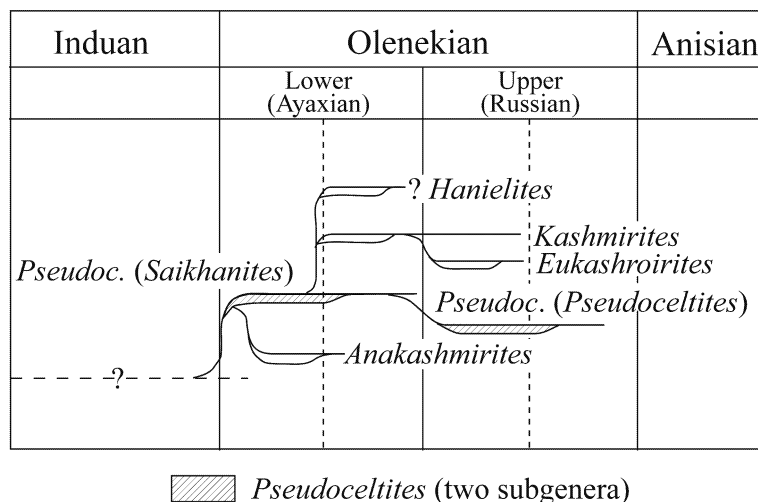 Induan Olenekian Anisian
Lower Upper
(Ayaxian) (Russian)
? Hanielites
Kashmirites
Eukashroirites
Pseudoc. (Saikhanites)
Pseudoc. (Pseudoceltites)
Anakashmirites
?
Pseudoceltites (two subgenera)